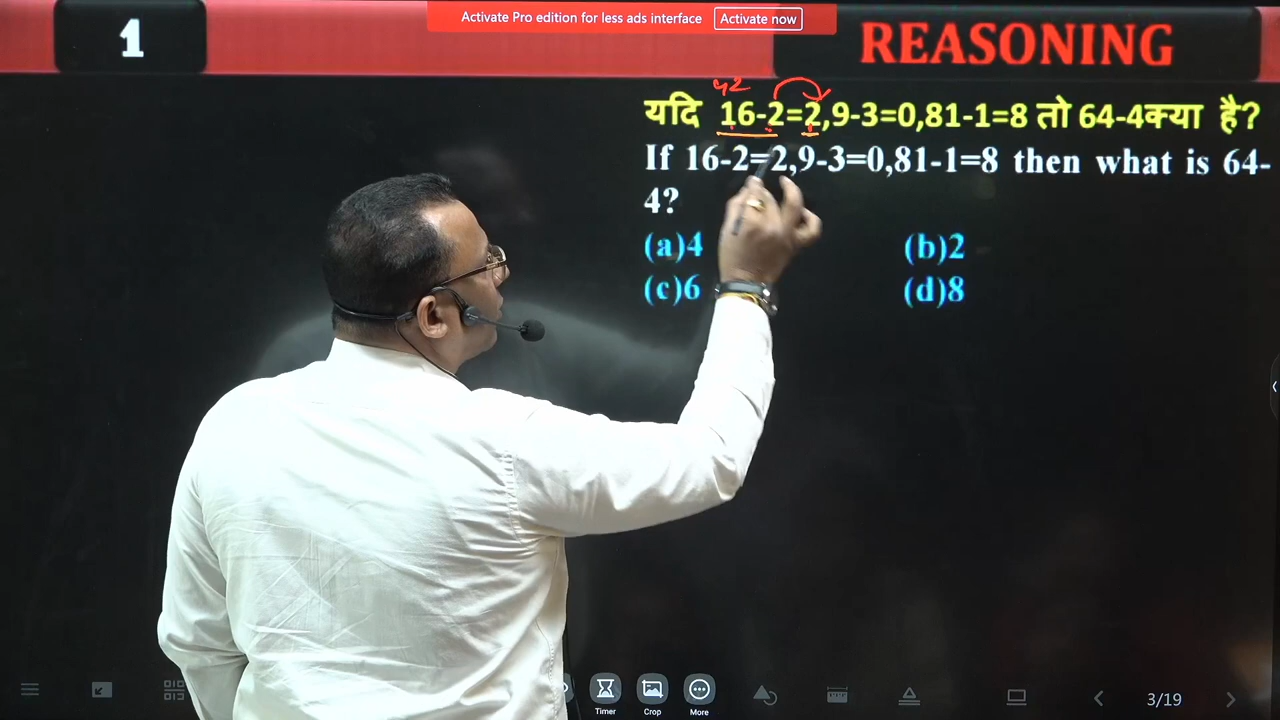 Activate Pro edition for less ads interface Activate now
1
REASONING
4²
यदि 16-2=2,9-3=0,81-1=8 तो 64-4क्या है?
If 16-2=2,9-3=0,81-1=8 then what is 64-
4?
(a)4 (b)2
(c)6 (d)8
Timer Crop More
3/19